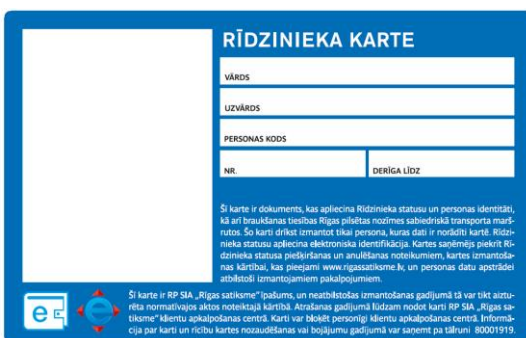 RĪDZINIEKA KARTE
VĀRDS
UZVĀRDS
PERSONAS KODS
NR. DERĪGA LĪDZ
Šī karte ir dokuments, kas apliecina Rīdzinieka statusu un personas identitāti,
kā arī braukšanas tiesības Rīgas pilsētas nozīmes sabiedriskā transporta marš-
rutos. Šo karti drīkst izmantot tikai persona, kuras dati ir norādīti kartē. Rīdzi-
nieka statusu apliecina elektroniska identifikācija. Kartes saņēmējs piekrīt Rī-
dzinieka statusa piešķiršanas un anulēšanas noteikumiem, kartes izmantoša-
nas kārtībai, kas pieejami www.rigassatiksme.lv, un personas datu apstrādei
atbilstoši izmantojamiem pakalpojumiem.
Šī karte ir RP SIA „Rīgas satiksme" īpašums, un neatbilstošas izmantošanas gadījumā tā var tikt aiztu-
rēta normatīvajos aktos noteiktajā kārtībā. Atrašanas gadījumā lūdzam nodot karti RP SIA „Rīgas sa-
tiksme" klientu apkalpošanas centrā. Karti var bloķēt personīgi klientu apkalpošanas centrā. Informā-
cija par karti un rīcību kartes nozaudēšanas vai bojājumu gadījumā var saņemt pa tālruni 80001919.
e
e